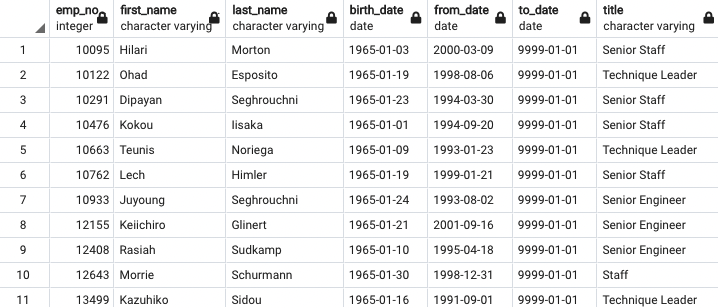 emp_no first_name last_name birth_date from_date to_date title
integer character varying character varying date date date character varying
1 10095 Hilari Morton 1965-01-03 2000-03-09 9999-01-01 Senior Staff
2 10122 Ohad Esposito 1965-01-19 1998-08-06 9999-01-01 Technique Leader
3 10291 Dipayan Seghrouchni 1965-01-23 1994-03-30 9999-01-01 Senior Staff
4 10476 Kokou Iisaka 1965-01-01 1994-09-20 9999-01-01 Senior Staff
5 10663 Teunis Noriega 1965-01-09 1993-01-23 9999-01-01 Technique Leader
6 10762 Lech Himler 1965-01-19 1999-01-21 9999-01-01 Senior Staff
7 10933 Juyoung Seghrouchni 1965-01-24 1993-08-02 9999-01-01 Senior Engineer
8 12155 Keiichiro Glinert 1965-01-21 2001-09-16 9999-01-01 Senior Engineer
9 12408 Rasiah Sudkamp 1965-01-10 1995-04-18 9999-01-01 Senior Engineer
10 12643 Morrie Schurmann 1965-01-30 1998-12-31 9999-01-01 Staff
11 13499 Kazuhiko Sidou 1965-01-16 1991-09-01 9999-01-01 Technique Leader